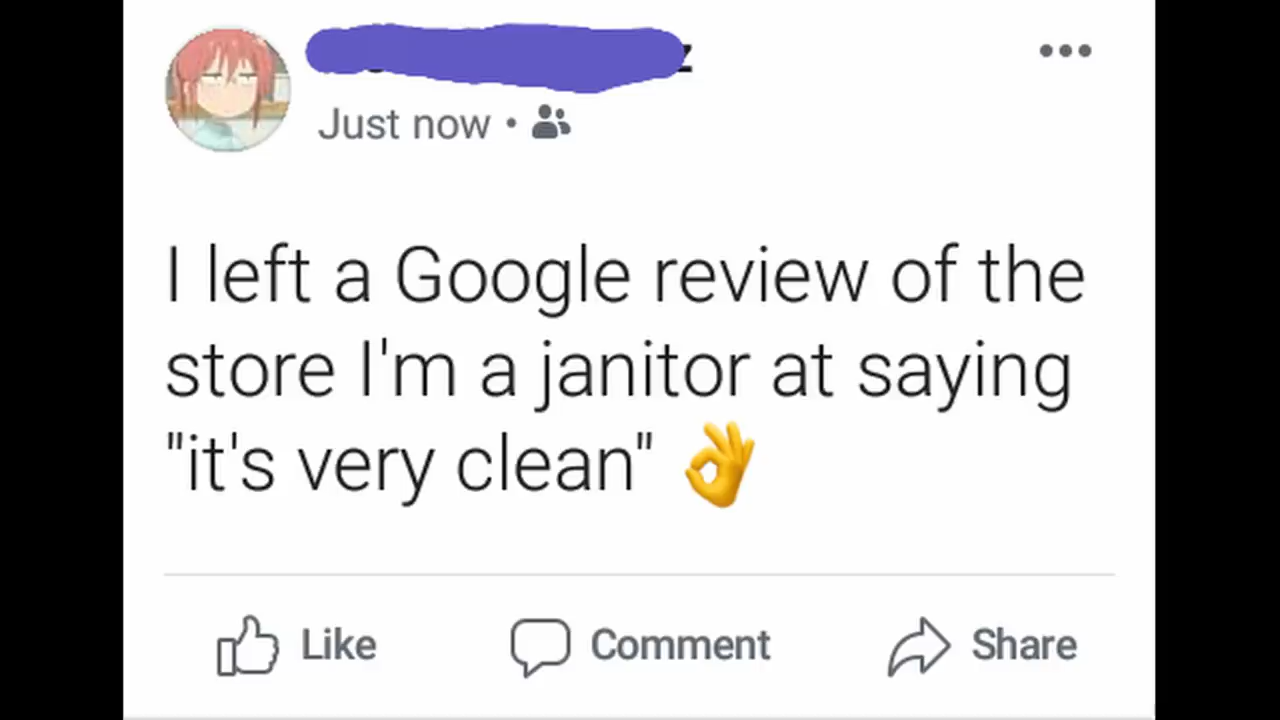 Just now •
I left a Google review of the
store I'm a janitor at saying
"it's very clean" 👌
Like Comment Share